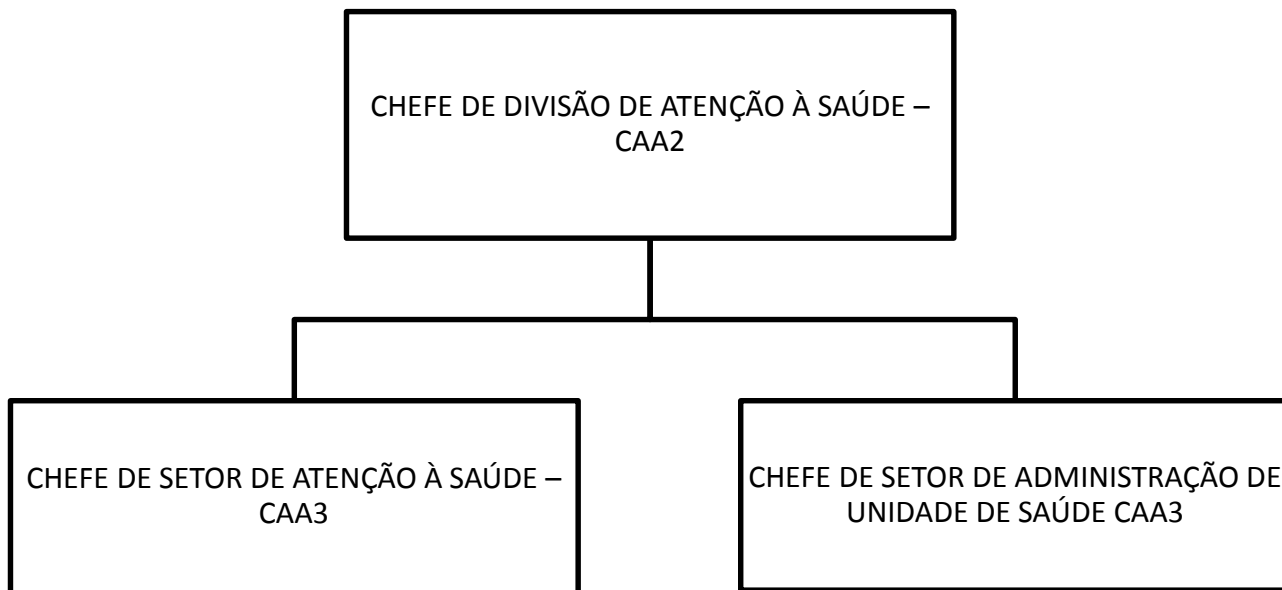 CHEFE DE DIVISÃO DE ATENÇÃO À SAÚDE –
CAA2
CHEFE DE SETOR DE ATENÇÃO À SAÚDE –
CAA3
CHEFE DE SETOR DE ADMINISTRAÇÃO DE
UNIDADE DE SAÚDE CAA3